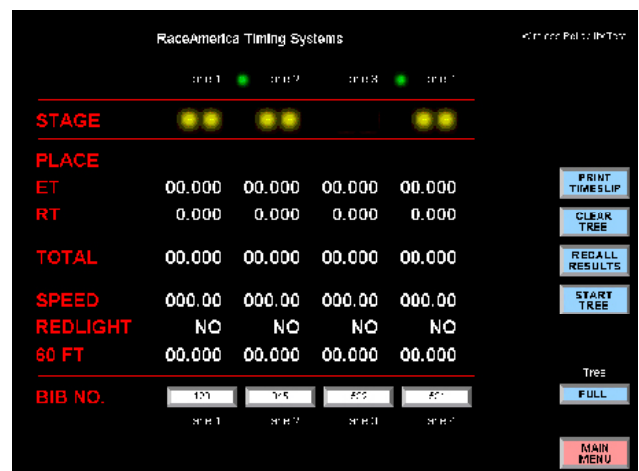 RaceAmerica Timing Systems
STAGE
PLACE
ET 00.000 00.000 00.000 00.000
RT 0.000 0.000 0.000 0.000
TOTAL 00.000 00.000 00.000 00.000
SPEED 000.00 000.00 000.00 000.00
REDLIGHT NO NO NO NO
60 FT 00.000 00.000 00.000 00.000
BIB NO.
PRINT
TIMESLIP
CLEAR
TREE
RECALL
RESULTS
START
TREE
Tree
FULL
MAIN
MENU